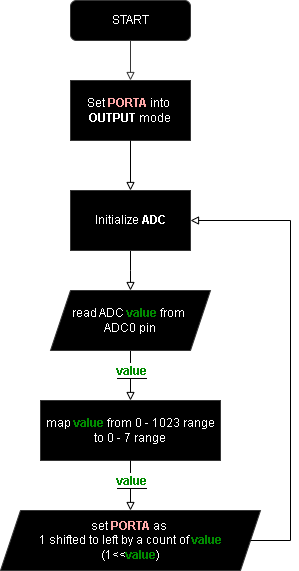 START
Set PORTA into
OUTPUT mode
Initialize ADC
read ADC value from
ADC0 pin
value
map value from 0 - 1023 range
to 0 - 7 range
value
set PORTA as
1 shifted to left by a count of value
(1<<value)